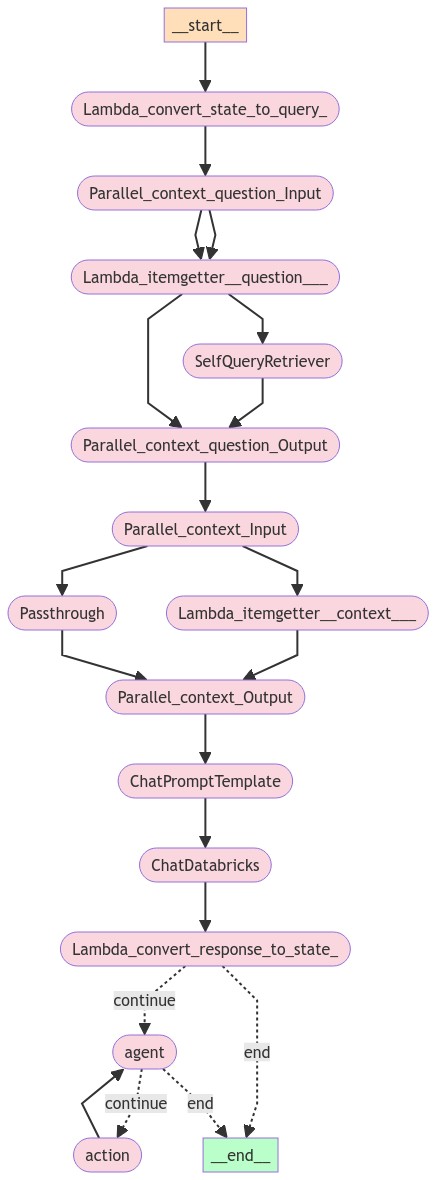 __start__
Lambda_convert_state_to_query_
Parallel_context_question_Input
Lambda_itemgetter__question___
SelfQueryRetriever
Parallel_context_question_Output
Parallel_context_Input
Passthrough
Lambda_itemgetter__context___
Parallel_context_Output
ChatPromptTemplate
ChatDatabricks
Lambda_convert_response_to_state_
continue
agent
end
continue
end
action
__end__